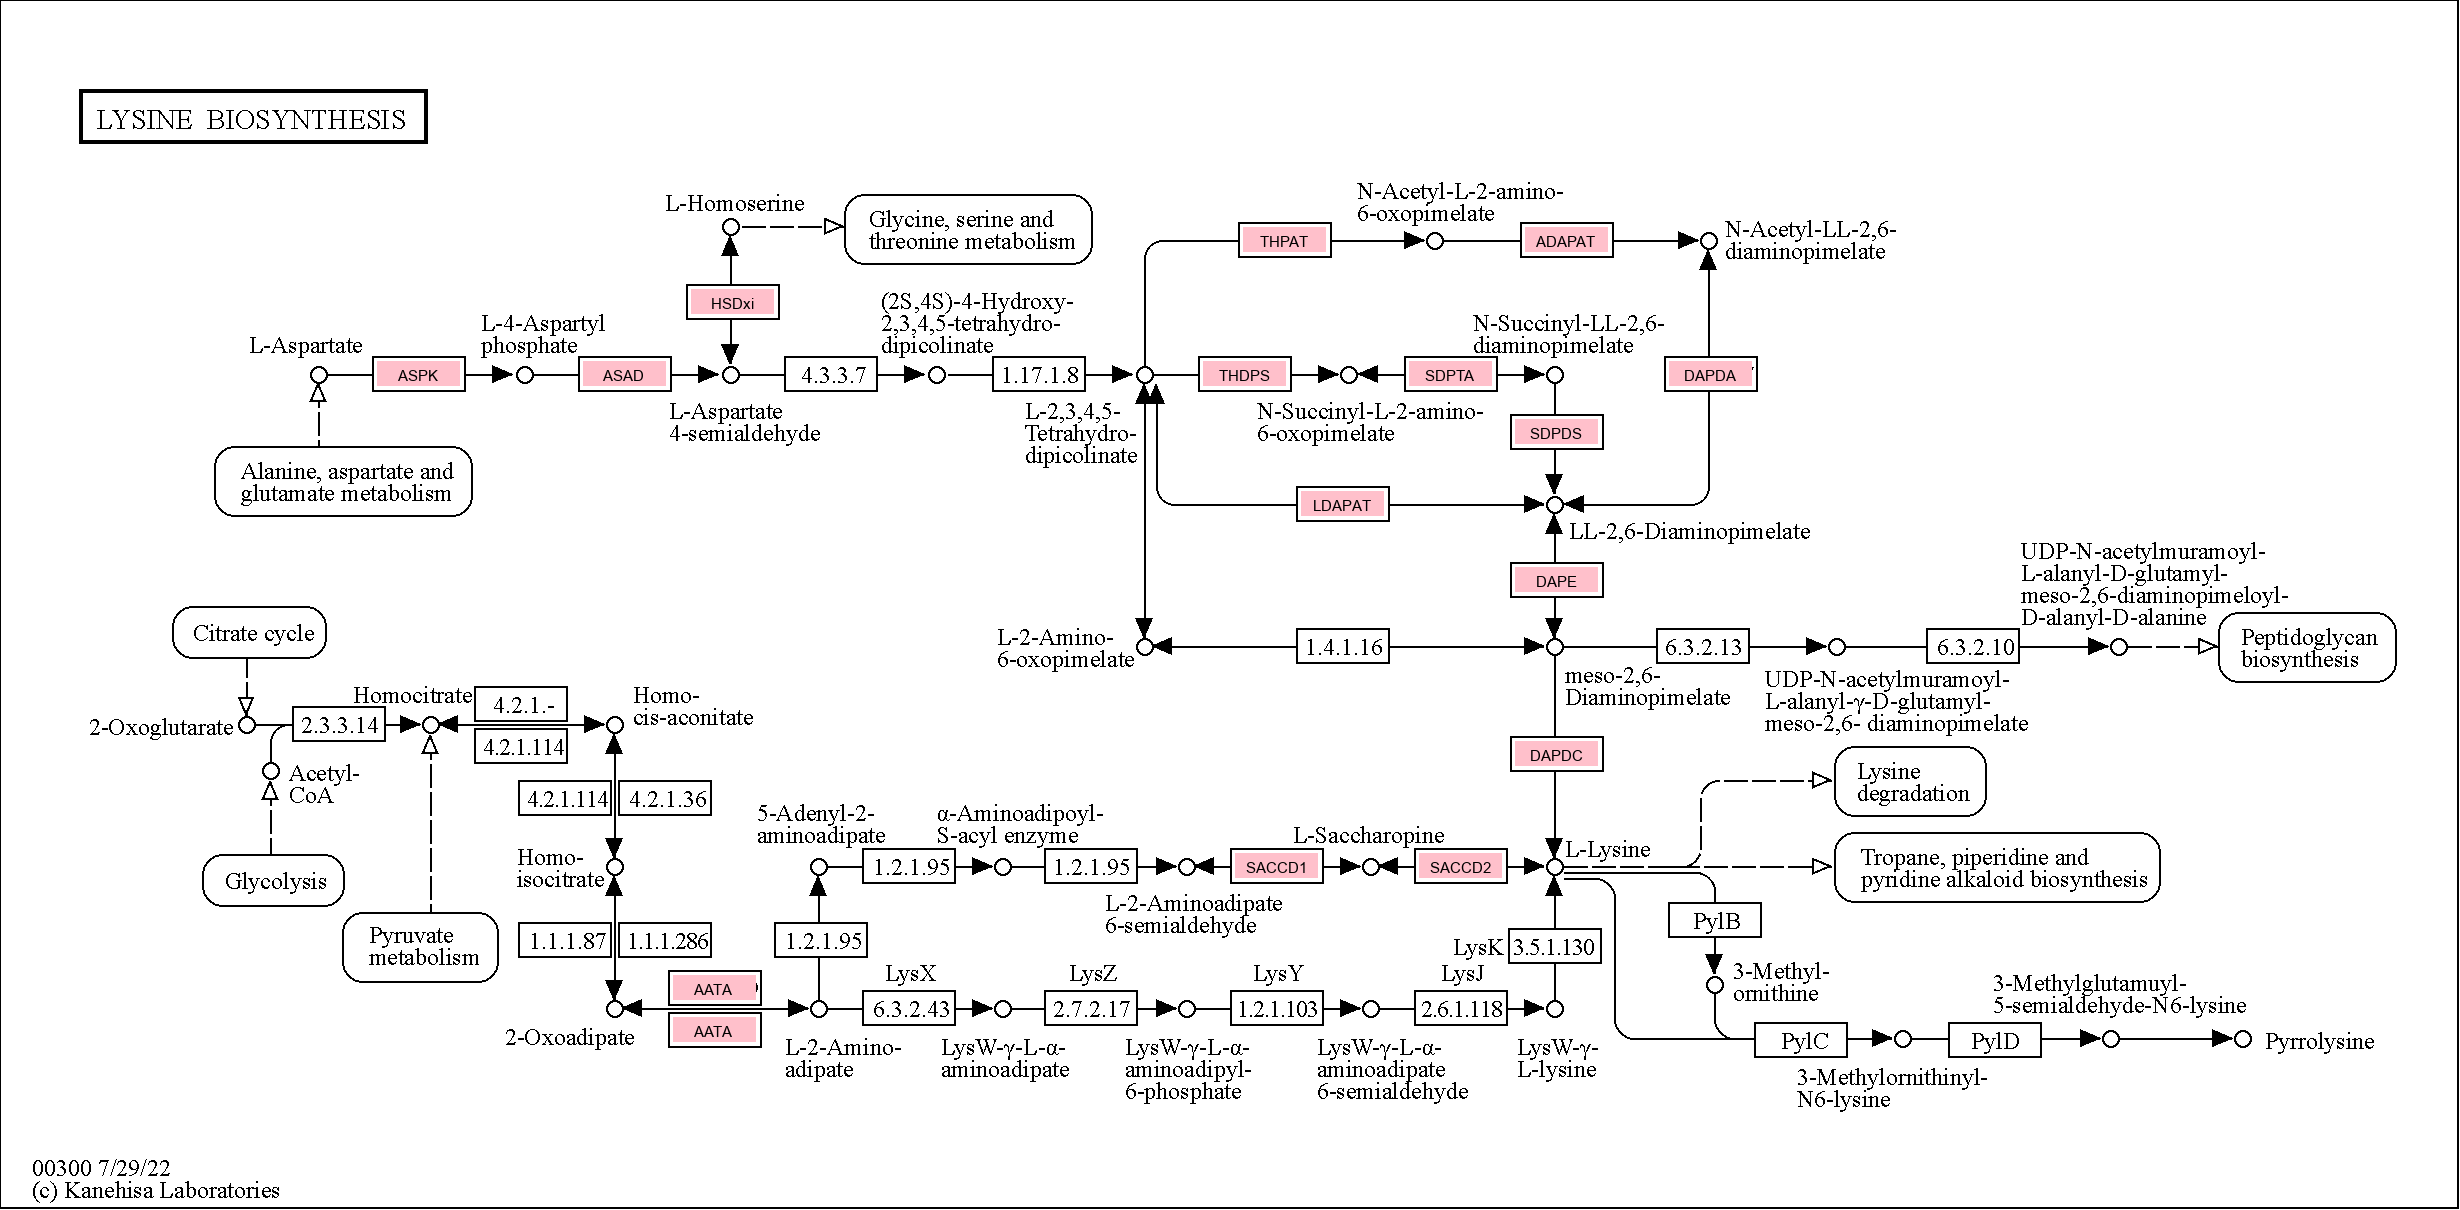 LYSINE BIOSYNTHESIS
L-Homoserine
Glycine, serine and
threonine metabolism
HSDxi
N-Acetyl-L-2-amino-
6-oxopimelate
THPAT
ADAPAT
N-Acetyl-LL-2,6-
diaminopimelate
L-Aspartate
L-4-Aspartyl
phosphate
(2S,4S)-4-Hydroxy-
2,3,4,5-tetrahydro-
dipicolinate
N-Succinyl-LL-2,6-
diaminopimelate
ASPK
ASAD
4.3.3.7
1.17.1.8
THDPS
SDPTA
DAPDA
L-Aspartate
4-semialdehyde
L-2,3,4,5-
Tetrahydro-
dipicolinate
N-Succinyl-L-2-amino-
6-oxopimelate
SDPDS
Alanine, aspartate and
glutamate metabolism
LDAPAT
LL-2,6-Diaminopimelate
DAPE
UDP-N-acetylmuramoyl-
L-alanyl-D-glutamyl-
meso-2,6-diaminopimeloyl-
D-alanyl-D-alanine
Citrate cycle
L-2-Amino-
6-oxopimelate
1.4.1.16
6.3.2.13
6.3.2.10
Peptidoglycan
biosynthesis
meso-2,6-
Diaminopimelate
UDP-N-acetylmuramoyl-
L-alanyl-γ-D-glutamyl-
meso-2,6- diaminopimelate
2-Oxoglutarate
2.3.3.14
Homocitrate
4.2.1.-
4.2.1.114
Homo-
cis-aconitate
Acetyl-
CoA
DAPDC
Lysine
degradation
4.2.1.114
4.2.1.36
5-Adenyl-2-
aminoadipate
α-Aminoadipoyl-
S-acyl enzyme
L-Saccharopine
L-Lysine
Glycolysis
Homo-
isocitrate
1.2.1.95
1.2.1.95
SACCD1
SACCD2
Tropane, piperidine and
pyridine alkaloid biosynthesis
L-2-Aminoadipate
6-semialdehyde
PylB
Pyruvate
metabolism
1.1.1.87
1.1.1.286
1.2.1.95
LysK
3.5.1.130
3-Methyl-
ornithine
LysX
LysZ
LysY
LysJ
AATA
AATA
6.3.2.43
2.7.2.17
1.2.1.103
2.6.1.118
3-Methylglutamuyl-
5-semialdehyde-N6-lysine
2-Oxoadipate
L-2-Amino-
adipate
LysW-γ-L-α-
aminoadipate
LysW-γ-L-α-
aminoadipyl-
6-phosphate
LysW-γ-L-α-
aminoadipate
6-semialdehyde
LysW-γ-
L-lysine
PylC
PylD
Pyrrolysine
3-Methylornithinyl-
N6-lysine
00300 7/29/22
(c) Kanehisa Laboratories